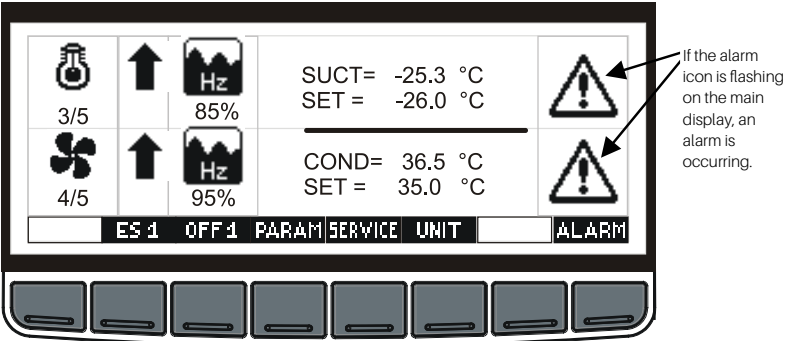 Hz
3/5
85%
SUCT= -25.3 °C
SET = -26.0 °C
Hz
4/5
95%
COND= 36.5 °C
SET = 35.0 °C
ES 1 OFF 1 PARAM SERVICE UNIT ALARM
If the alarm
icon is flashing
on the main
display, an
alarm is
occurring.